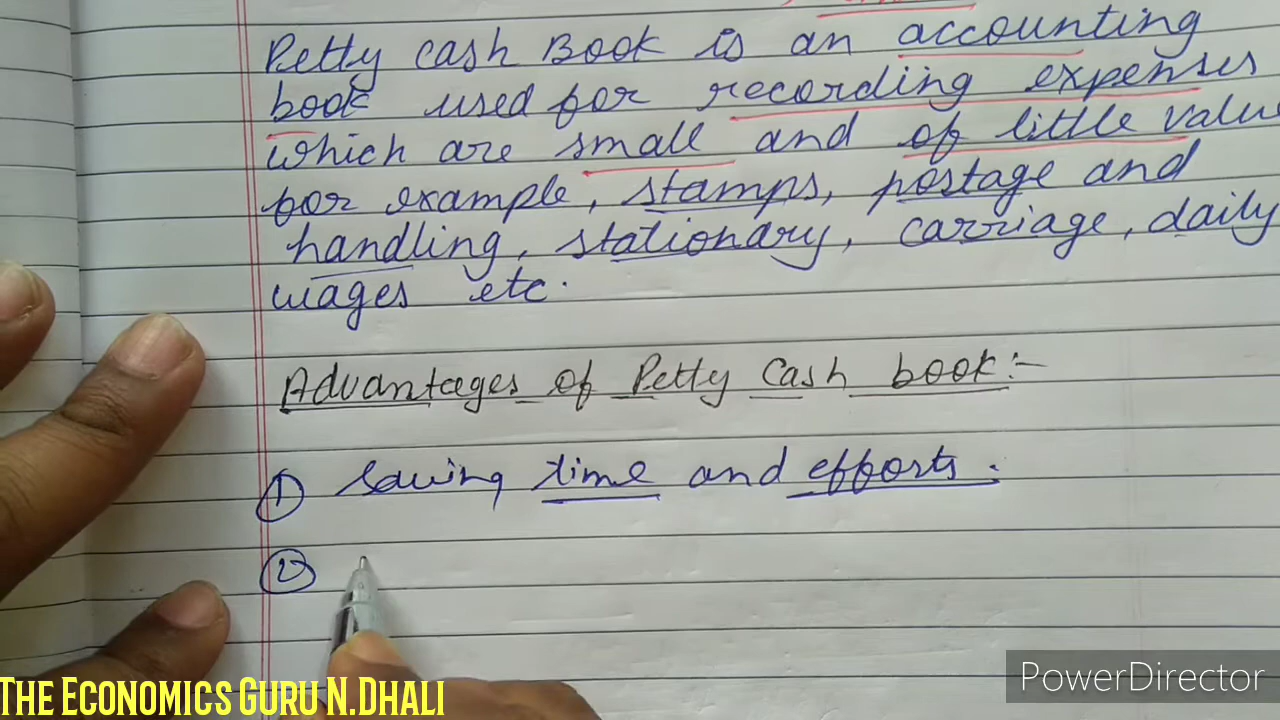 Petty cash Book is an accounting
book used for recording expenses
which are small and of little value
for example, stamps, postage and
handling, stationary, carriage, daily
wages etc.
Advantages of Petty Cash book:-
① Saving time and efforts.
②
PowerDirector
THE ECONOMICS GURU N.DHALI